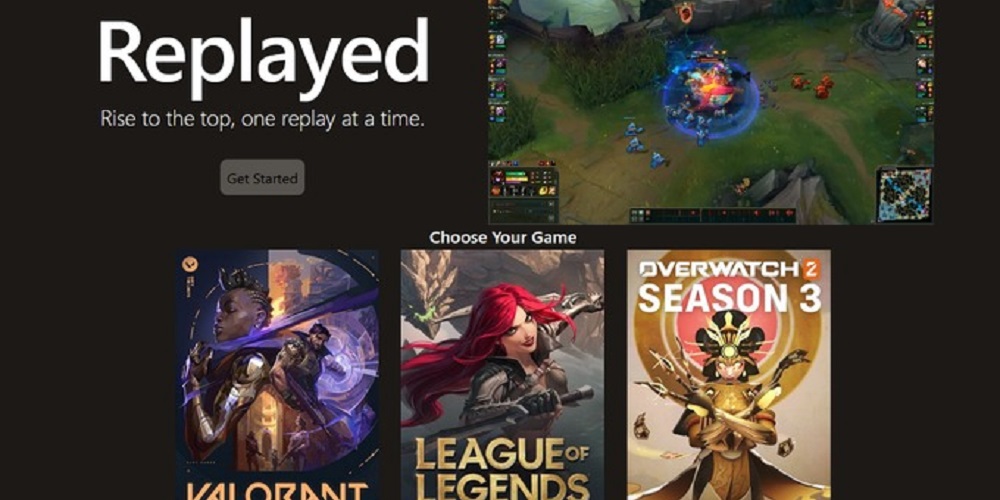 Replayed
Rise to the top, one replay at a time.
Get Started
Choose Your Game
VALORANT
LEAGUE OF
LEGENDS
OVERWATCH 2
SEASON 3